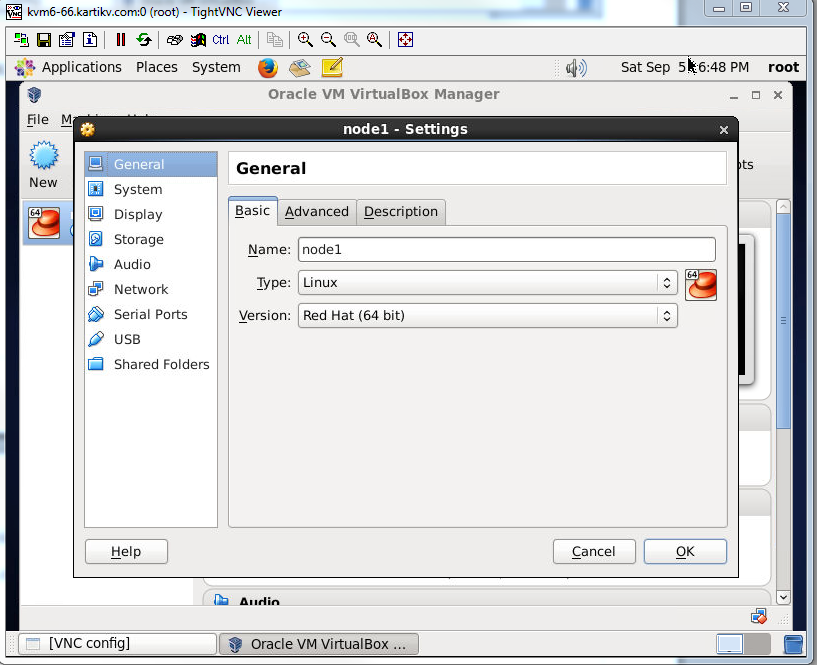 kvm6-66.kartikv.com:0 (root) - TightVNC Viewer
Ctrl Alt
Applications Places System Sat Sep 5 6:48 PM root
Oracle VM VirtualBox Manager
File
node1 - Settings
New
General
System
Display
Storage
Audio
Network
Serial Ports
USB
Shared Folders
General
Basic Advanced Description
Name: node1
Type: Linux
64
Version: Red Hat (64 bit)
64
Help Cancel OK
Audio
[VNC config] Oracle VM VirtualBox ...